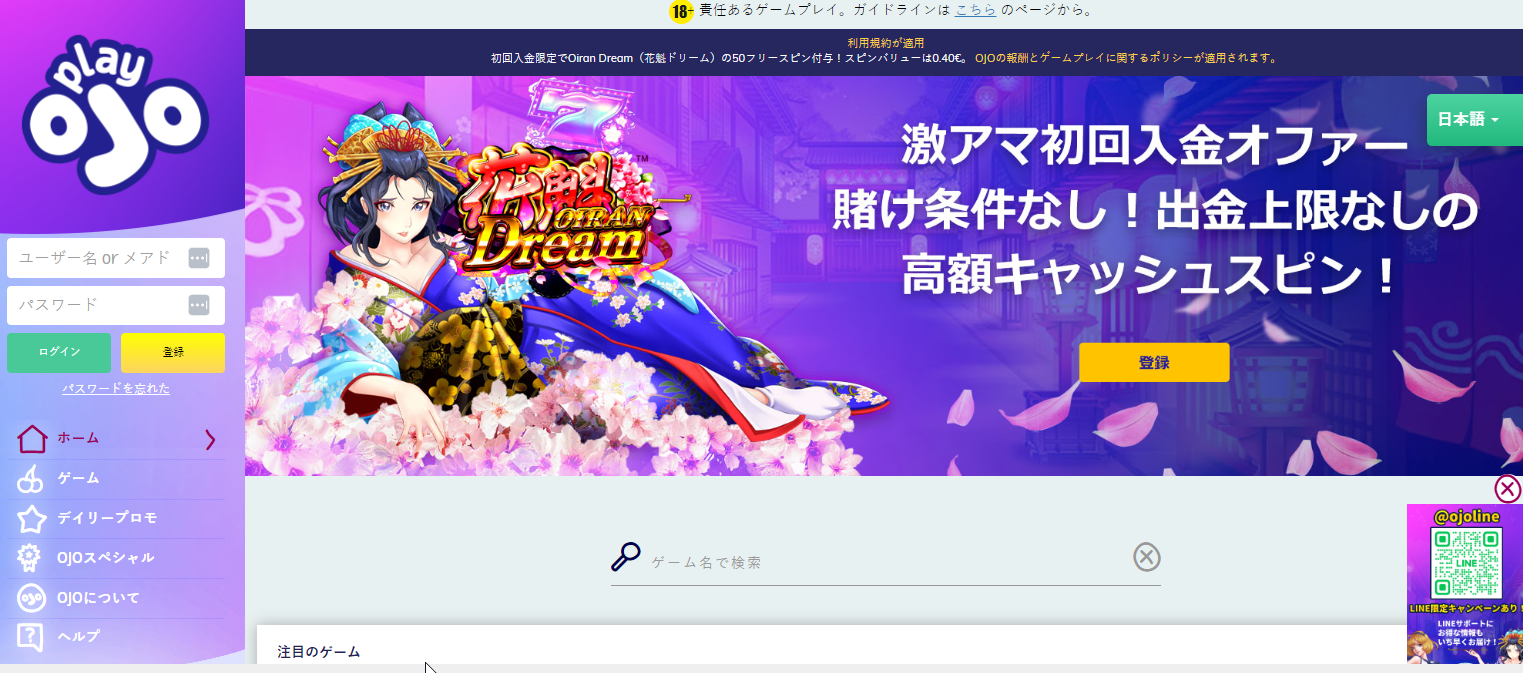 18+ 責任あるゲームプレイ。ガイドラインは こちら のページから。
利用規約が適用
初回入金限定でOiran Dream（花魁ドリーム）の50フリースピン付与！スピンバリューは0.40€。 OJOの報酬とゲームプレイに関するポリシーが適用されます。
play
OJO
ユーザー名 or メアド
パスワード
ログイン
登録
パスワードを忘れた
ホーム
ゲーム
デイリープロモ
OJOスペシャル
OJOについて
ヘルプ
7
花魁
OIRAN
Dream
TM
日本語
激アマ初回入金オファー
賭け条件なし！出金上限なしの
高額キャッシュスピン！
登録
ゲーム名で検索
注目のゲーム
@ojoline
LINE
LINE限定キャンペーンあり！
LINEサポートに
お得な情報も
いち早くお届け！